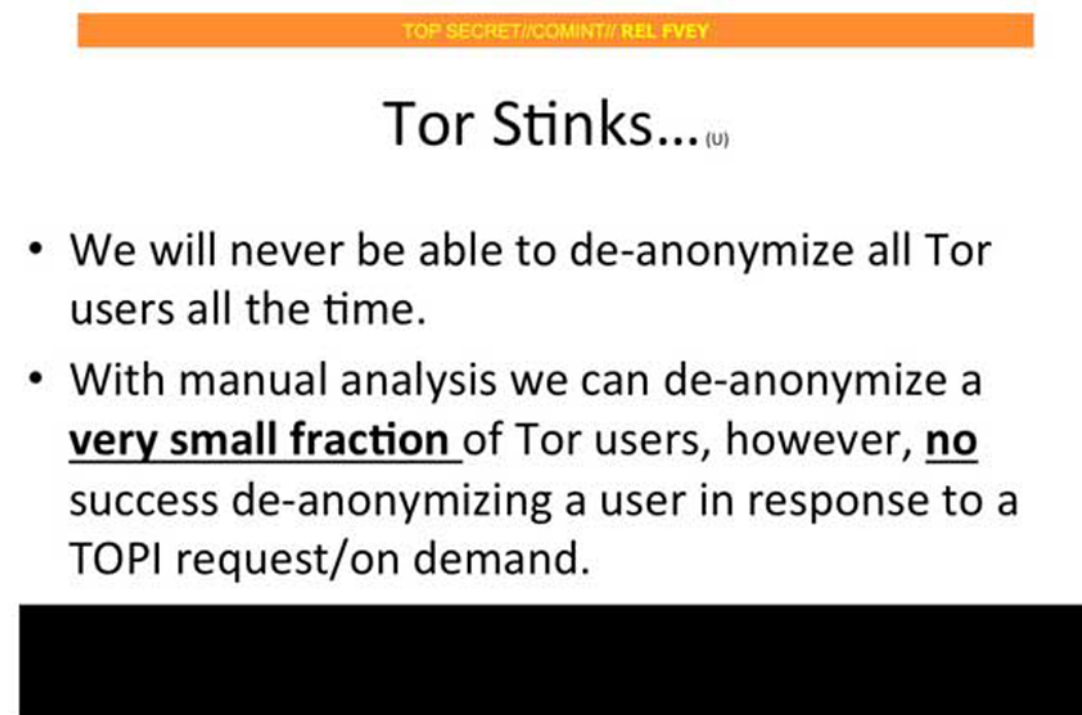 TOP SECRET//COMINT// REL FVEY
Tor Stinks... (U)
• We will never be able to de-anonymize all Tor
users all the time.
• With manual analysis we can de-anonymize a
very small fraction of Tor users, however, no
success de-anonymizing a user in response to a
TOPI request/on demand.